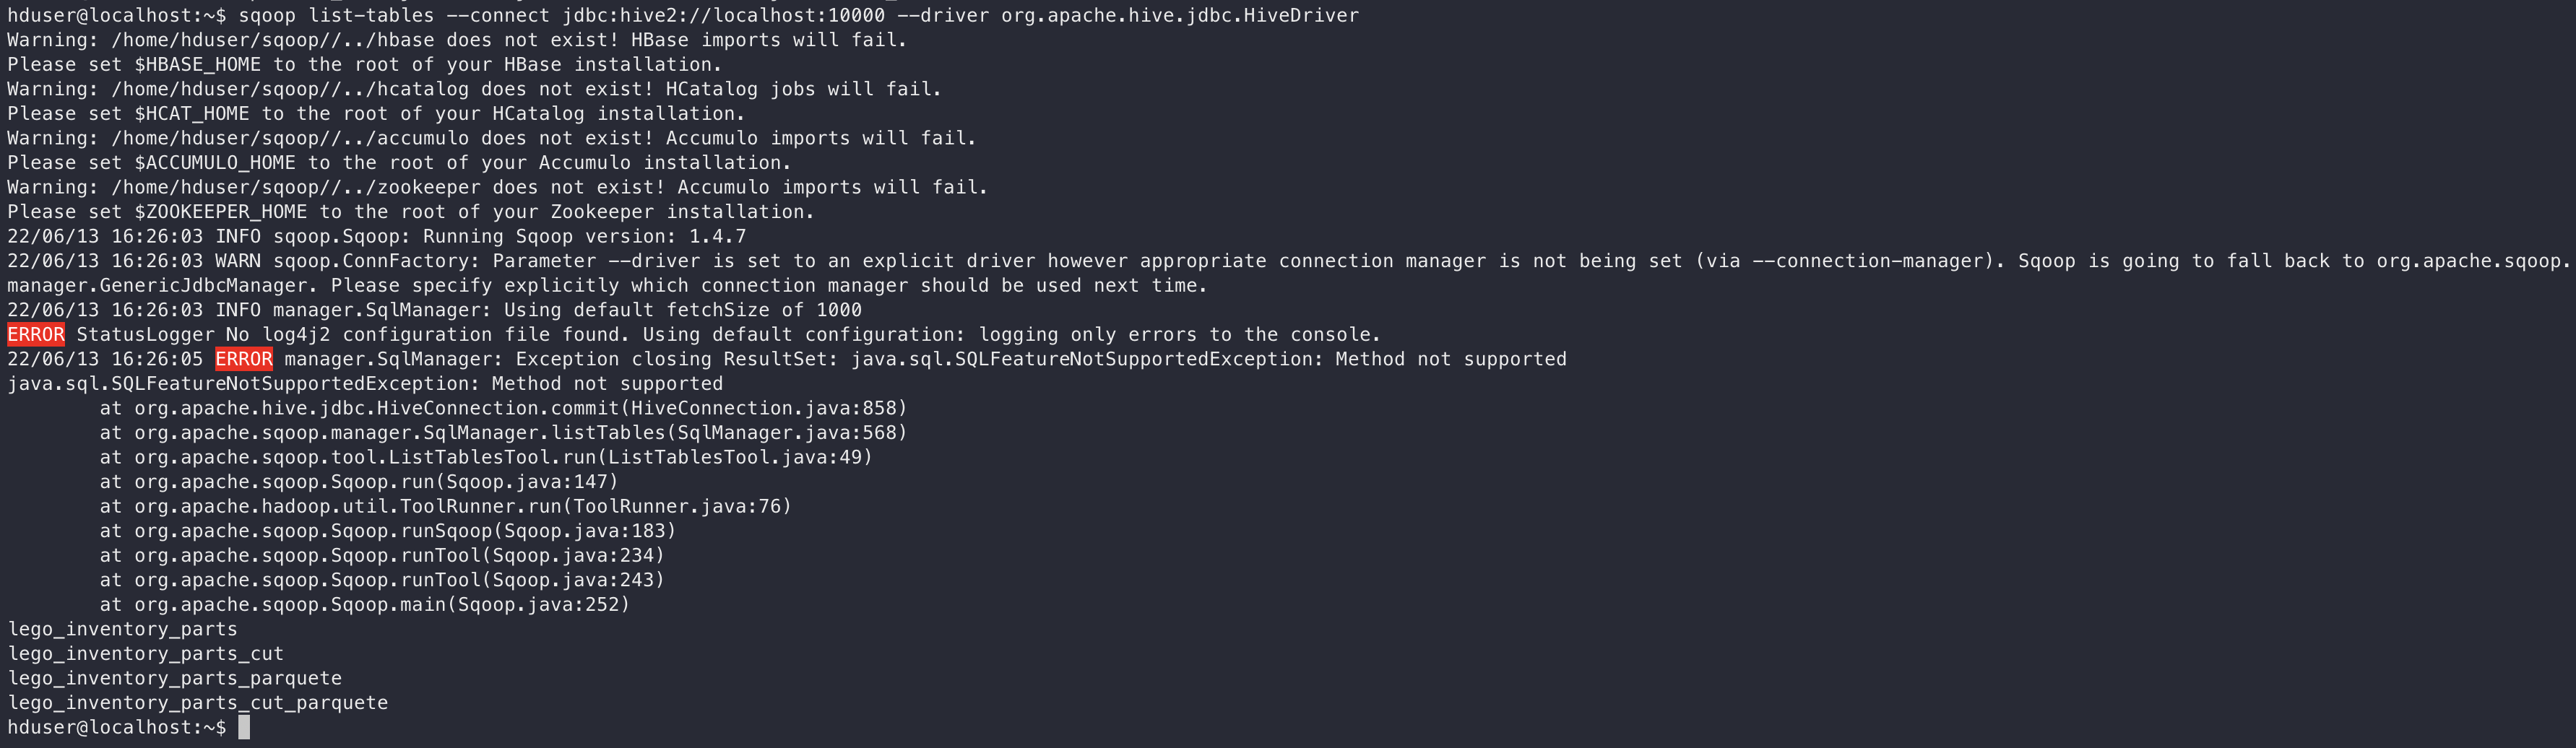 hduser@localhost:~$ sqoop list-tables --connect jdbc:hive2://localhost:10000 --driver org.apache.hive.jdbc.HiveDriver
Warning: /home/hduser/sqoop//../hbase does not exist! HBase imports will fail.
Please set $HBASE_HOME to the root of your HBase installation.
Warning: /home/hduser/sqoop//../hcatalog does not exist! HCatalog jobs will fail.
Please set $HCAT_HOME to the root of your HCatalog installation.
Warning: /home/hduser/sqoop//../accumulo does not exist! Accumulo imports will fail.
Please set $ACCUMULO_HOME to the root of your Accumulo installation.
Warning: /home/hduser/sqoop//../zookeeper does not exist! Accumulo imports will fail.
Please set $ZOOKEEPER_HOME to the root of your Zookeeper installation.
22/06/13 16:26:03 INFO sqoop.Sqoop: Running Sqoop version: 1.4.7
22/06/13 16:26:03 WARN sqoop.ConnFactory: Parameter --driver is set to an explicit driver however appropriate connection manager is not being set (via --connection-manager). Sqoop is going to fall back to org.apache.sqoop.
manager.GenericJdbcManager. Please specify explicitly which connection manager should be used next time.
22/06/13 16:26:03 INFO manager.SqlManager: Using default fetchSize of 1000
ERROR StatusLogger No log4j2 configuration file found. Using default configuration: logging only errors to the console.
22/06/13 16:26:05 ERROR manager.SqlManager: Exception closing ResultSet: java.sql.SQLFeatureNotSupportedException: Method not supported
java.sql.SQLFeatureNotSupportedException: Method not supported
        at org.apache.hive.jdbc.HiveConnection.commit(HiveConnection.java:858)
        at org.apache.sqoop.manager.SqlManager.listTables(SqlManager.java:568)
        at org.apache.sqoop.tool.ListTablesTool.run(ListTablesTool.java:49)
        at org.apache.sqoop.Sqoop.run(Sqoop.java:147)
        at org.apache.hadoop.util.ToolRunner.run(ToolRunner.java:76)
        at org.apache.sqoop.Sqoop.runSqoop(Sqoop.java:183)
        at org.apache.sqoop.Sqoop.runTool(Sqoop.java:234)
        at org.apache.sqoop.Sqoop.runTool(Sqoop.java:243)
        at org.apache.sqoop.Sqoop.main(Sqoop.java:252)
lego_inventory_parts
lego_inventory_parts_cut
lego_inventory_parts_parquete
lego_inventory_parts_cut_parquete
hduser@localhost:~$